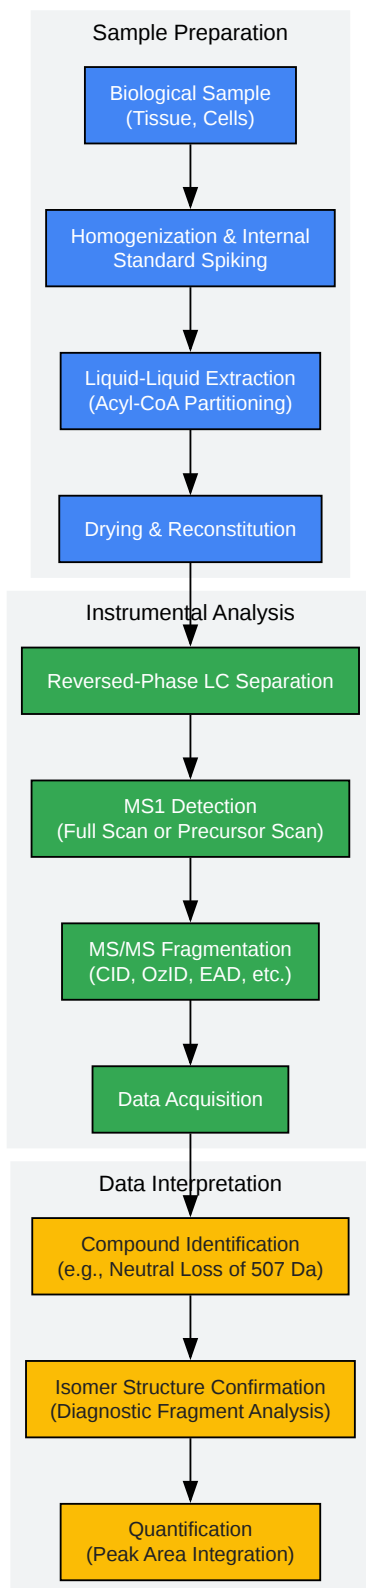 Sample Preparation
Biological Sample
(Tissue, Cells)
Homogenization & Internal
Standard Spiking
Liquid-Liquid Extraction
(Acyl-CoA Partitioning)
Drying & Reconstitution
Instrumental Analysis
Reversed-Phase LC Separation
MS1 Detection
(Full Scan or Precursor Scan)
MS/MS Fragmentation
(CID, OzID, EAD, etc.)
Data Acquisition
Data Interpretation
Compound Identification
(e.g., Neutral Loss of 507 Da)
Isomer Structure Confirmation
(Diagnostic Fragment Analysis)
Quantification
(Peak Area Integration)